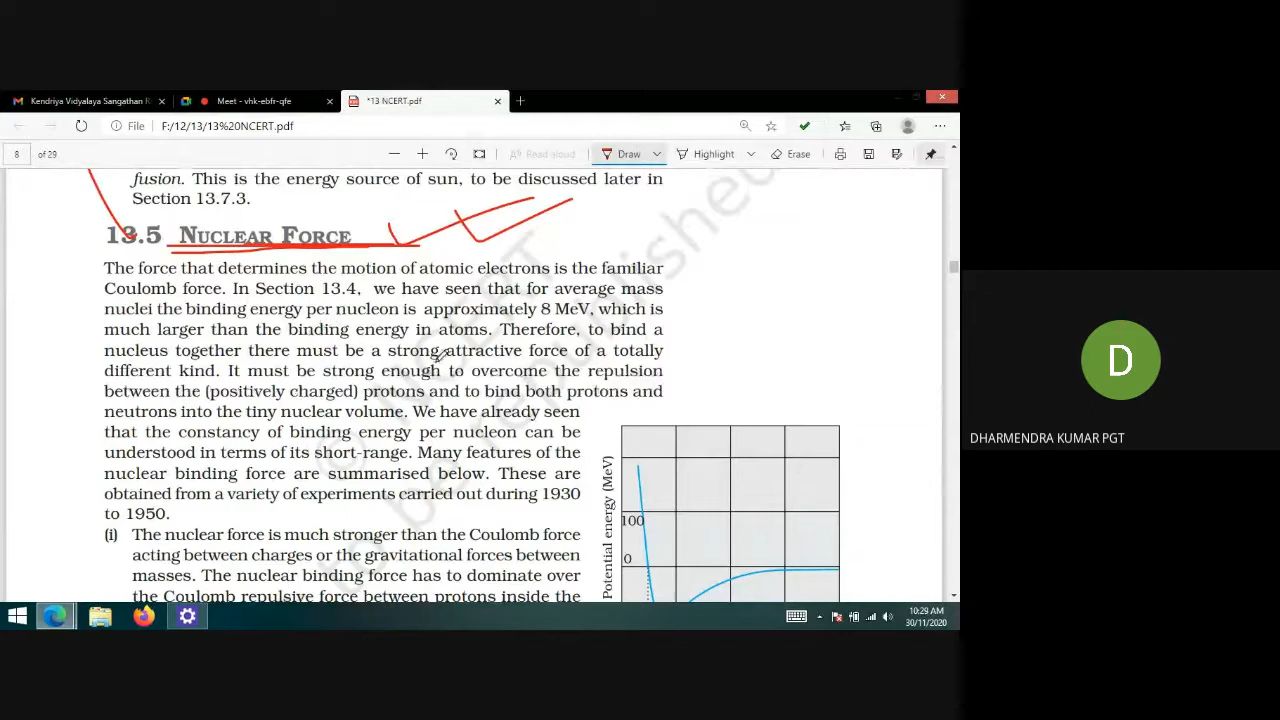 Kendriya Vidyalaya Sangathan R
Meet - vhk-ebfr-qfe
*13 NCERT.pdf
File
F:/12/13/13%20NCERT.pdf
8 of 29
Read aloud
Draw
Highlight
Erase
fusion. This is the energy source of sun, to be discussed later in
Section 13.7.3.
13.5 NUCLEAR FORCE
The force that determines the motion of atomic electrons is the familiar
Coulomb force. In Section 13.4, we have seen that for average mass
nuclei the binding energy per nucleon is approximately 8 MeV, which is
much larger than the binding energy in atoms. Therefore, to bind a
nucleus together there must be a strong attractive force of a totally
different kind. It must be strong enough to overcome the repulsion
between the (positively charged) protons and to bind both protons and
neutrons into the tiny nuclear volume. We have already seen
that the constancy of binding energy per nucleon can be
understood in terms of its short-range. Many features of the
nuclear binding force are summarised below. These are
obtained from a variety of experiments carried out during 1930
to 1950.
(i) The nuclear force is much stronger than the Coulomb force
acting between charges or the gravitational forces between
masses. The nuclear binding force has to dominate over
the Coulomb repulsive force between protons inside the
Potential energy (MeV)
100
0
© NCERT
be republished
D
DHARMENDRA KUMAR PGT
10:29 AM
30/11/2020